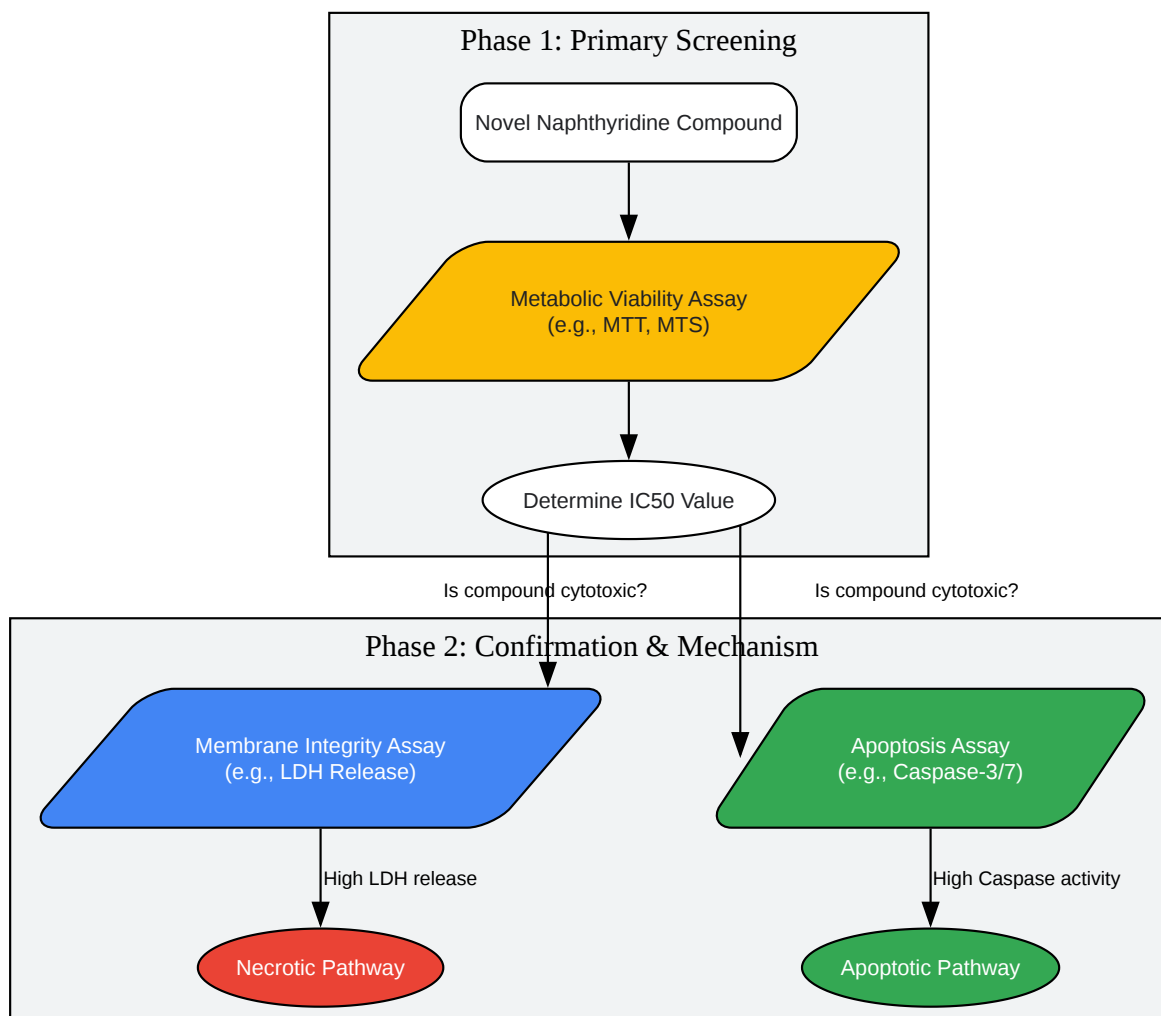 Phase 1: Primary Screening
Novel Naphthyridine Compound
Metabolic Viability Assay
(e.g., MTT, MTS)
Determine IC50 Value
Is compound cytotoxic?
Is compound cytotoxic?
Phase 2: Confirmation & Mechanism
Membrane Integrity Assay
(e.g., LDH Release)
Apoptosis Assay
(e.g., Caspase-3/7)
High LDH release
High Caspase activity
Necrotic Pathway
Apoptotic Pathway